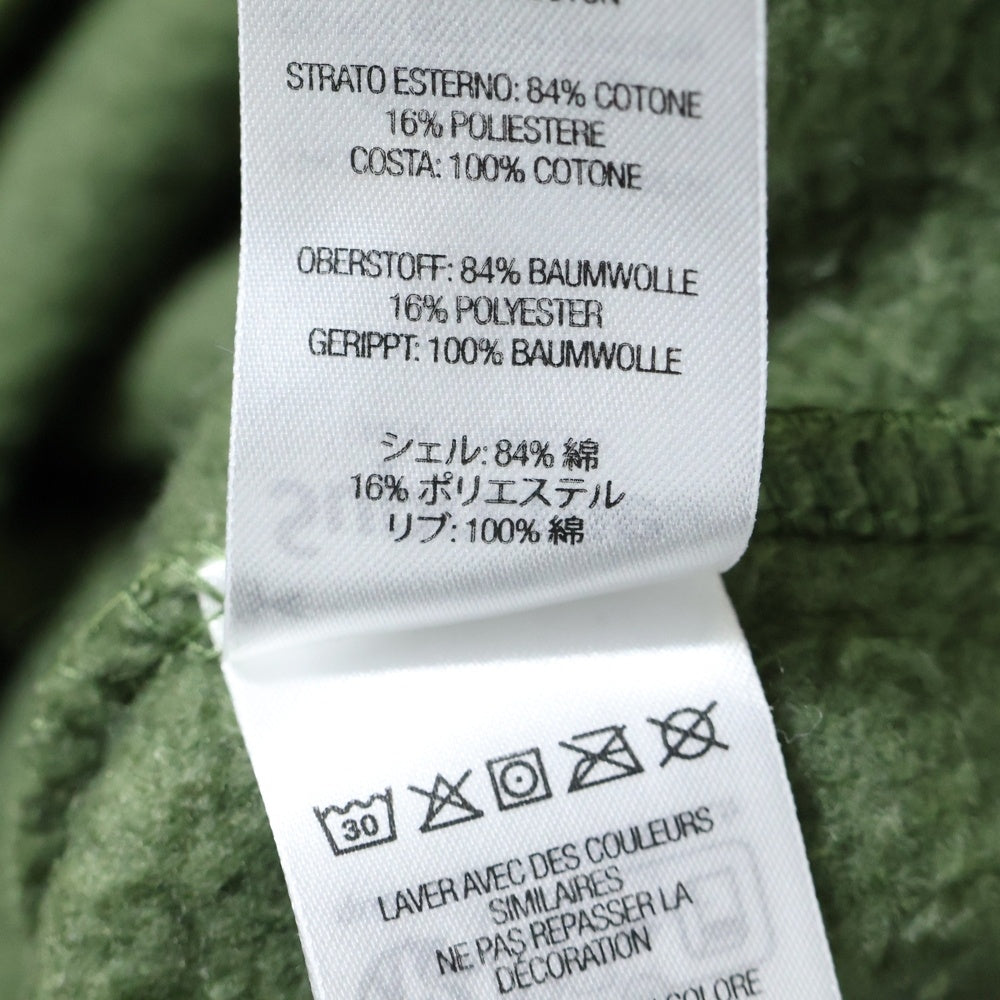 STRATO ESTERNO: 84% COTONE
16% POLIESTERE
COSTA: 100% COTONE
OBERSTOFF: 84% BAUMWOLLE
16% POLYESTER
GERIPPT: 100% BAUMWOLLE
シェル: 84% 綿
16% ポリエステル
リブ: 100% 綿
30
LAVER AVEC DES COULEURS
SIMILAIRES
NE PAS REPASSER LA
DÉCORATION
COLORE